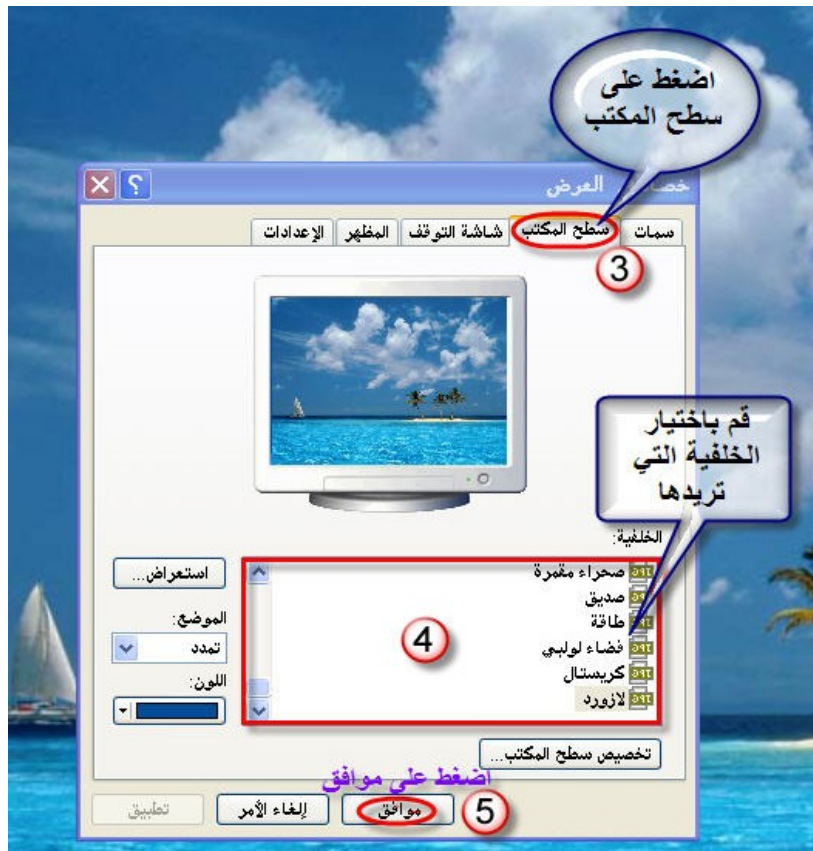 اضغط على
سطح المكتب
العرض
سمات
سطح المكتب
شاشة التوقف
المظهر
الإعدادات
3
قم باختيار
الخلفية التي
تريدها
الخلفية:
صحراء مقمرة
صديق
طاقة
فضاء لولبي
كريستال
لازورد
4
استعراض...
الموضع:
تمدد
اللون:
تخصيص سطح المكتب...
اضغط على موافق
5
موافق
إلغاء الأمر
تطبيق